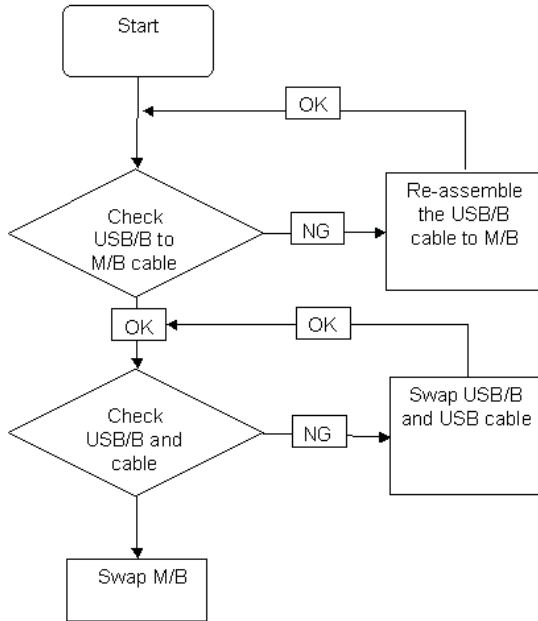 Start
OK
Check
USB/B to
M/B cable
NG
Re-assemble
the USB/B
cable to M/B
OK
OK
Check
USB/B and
cable
NG
Swap USB/B
and USB cable
Swap M/B